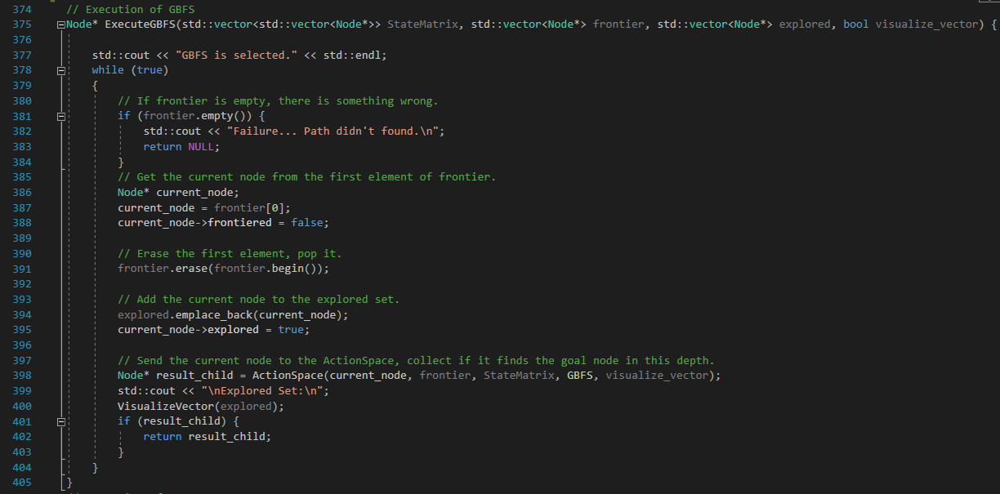 374 // Execution of GBFS
375 Node* ExecuteGBFS(std::vector<std::vector<Node*>> StateMatrix, std::vector<Node*> frontier, std::vector<Node*> explored, bool visualize_vector) {
376
377 std::cout << "GBFS is selected." << std::endl;
378 while (true)
379 {
380 // If frontier is empty, there is something wrong.
381 if (frontier.empty()) {
382 std::cout << "Failure... Path didn't found.\n";
383 return NULL;
384 }
385 // Get the current node from the first element of frontier.
386 Node* current_node;
387 current_node = frontier[0];
388 current_node->frontiered = false;
389
390 // Erase the first element, pop it.
391 frontier.erase(frontier.begin());
392
393 // Add the current node to the explored set.
394 explored.emplace_back(current_node);
395 current_node->explored = true;
396
397 // Send the current node to the ActionSpace, collect if it finds the goal node in this depth.
398 Node* result_child = ActionSpace(current_node, frontier, StateMatrix, GBFS, visualize_vector);
399 std::cout << "\nExplored Set:\n";
400 VisualizeVector(explored);
401 if (result_child) {
402 return result_child;
403 }
404 }
405 }